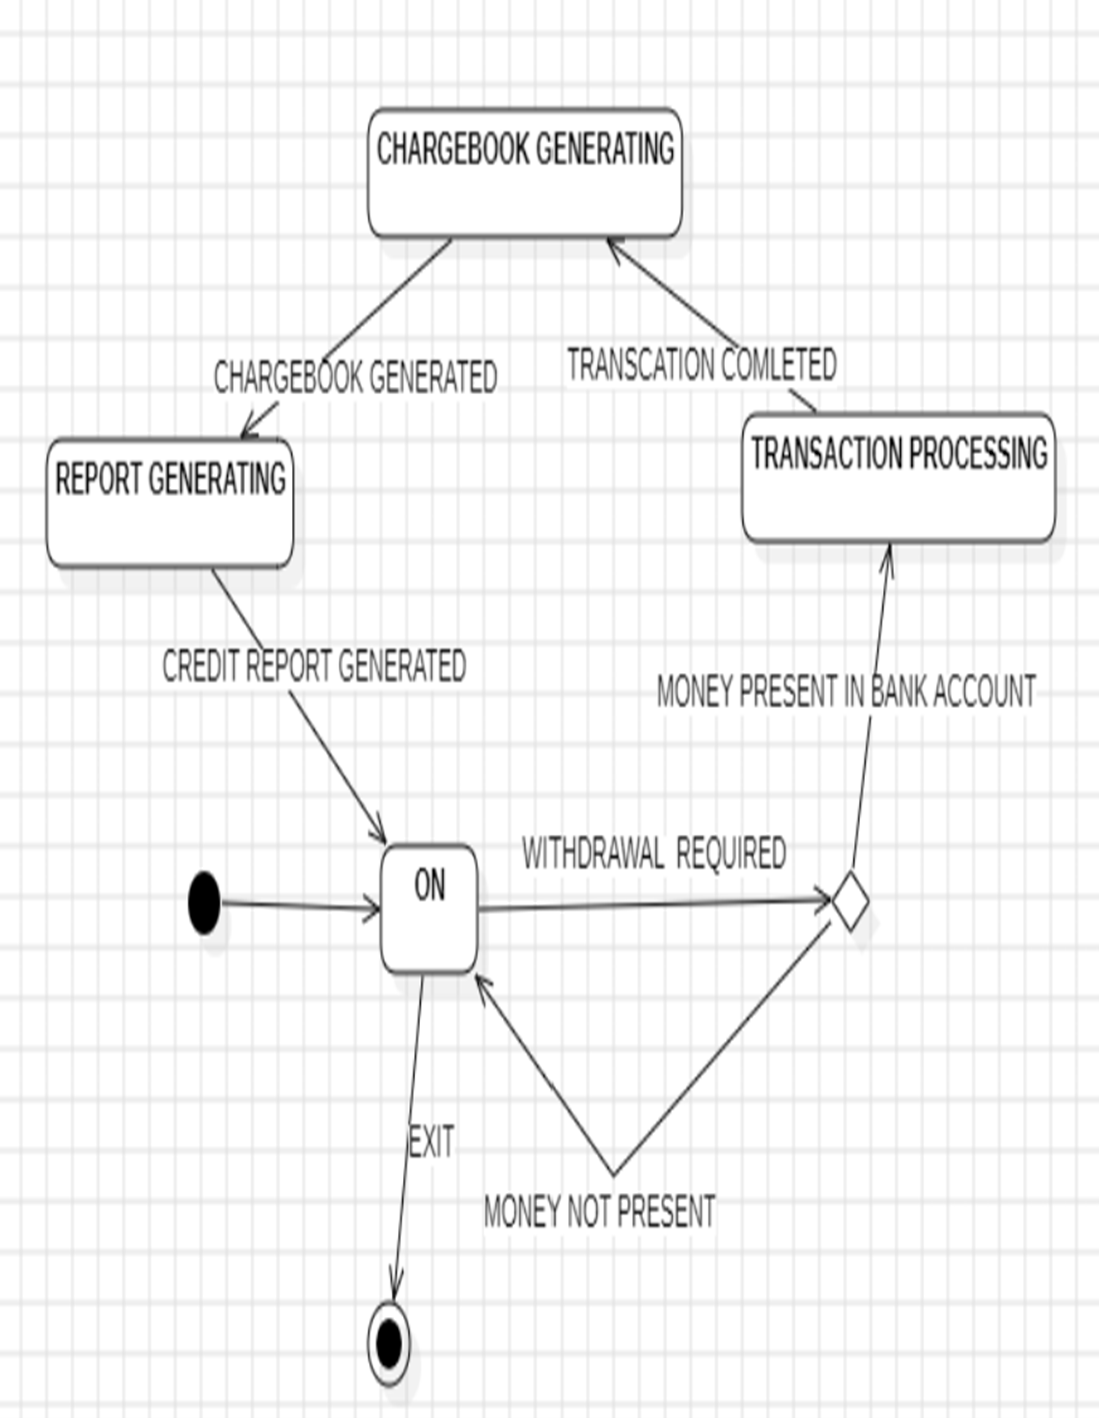 CHARGEBOOK GENERATING
CHARGEBOOK GENERATED
TRANSCATION COMLETED
REPORT GENERATING
TRANSACTION PROCESSING
CREDIT REPORT GENERATED
MONEY PRESENT IN BANK ACCOUNT
WITHDRAWAL REQUIRED
ON
EXIT
MONEY NOT PRESENT